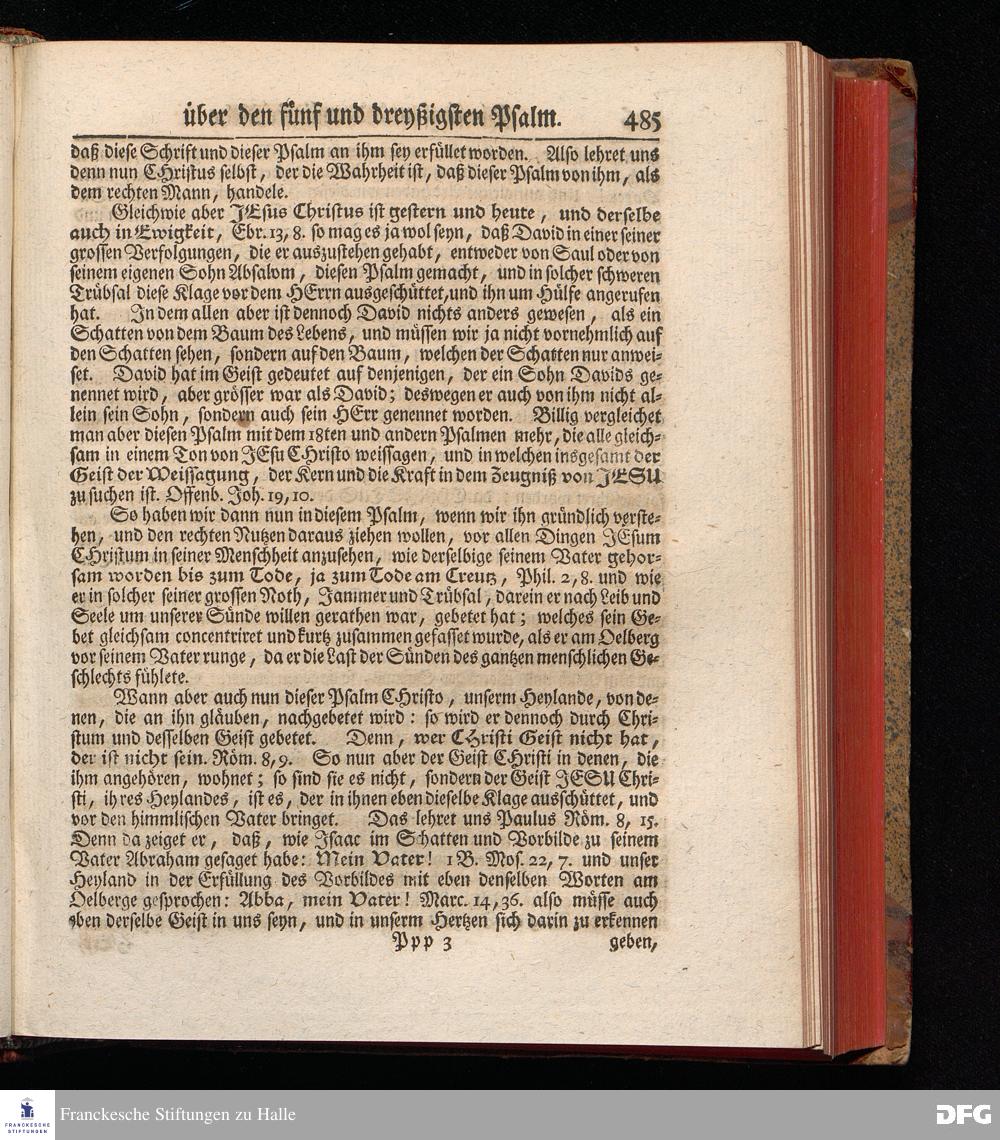 über den fünf und dreyßigsten Psalm. 485
daß diese Schrift und dieser Psalm an ihm sey erfüllet worden. Also lehret uns
denn nun CHristus selbst, der die Wahrheit ist, daß dieser Psalm von ihm, als
dem rechten Mann, handele.
Gleichwie aber JEsus Christus ist gestern und heute, und derselbe
auch in Ewigkeit, Ebr. 13, 8. so mag es ja wol seyn, daß David in einer seiner
grossen Verfolgungen, die er auszustehen gehabt, entweder von Saul oder von
seinem eigenen Sohn Absalom, diesen Psalm gemacht, und in solcher schweren
Trübsal diese Klage vor dem HErrn ausgeschüttet, und ihn um Hülfe angerufen
hat. In dem allen aber ist dennoch David nichts anders gewesen, als ein
Schatten von dem Baum des Lebens, und müssen wir ja nicht vornehmlich auf
den Schatten sehen, sondern auf den Baum, welchen der Schatten nur anwei-
set. David hat im Geist gedeutet auf denjenigen, der ein Sohn Davids ge-
nennet wird, aber grösser war als David; deswegen er auch von ihm nicht al-
lein sein Sohn, sondern auch sein HErr genennet worden. Billig vergleichet
man aber diesen Psalm mit dem 18ten und andern Psalmen mehr, die alle gleich-
sam in einem Ton von JEsu CHristo weissagen, und in welchen insgesamt der
Geist der Weissagung, der Kern und die Kraft in dem Zeugniß von JESU
zu suchen ist. Offenb. Joh. 19, 10.
So haben wir dann nun in diesem Psalm, wenn wir ihn gründlich verste-
hen, und den rechten Nutzen daraus ziehen wollen, vor allen Dingen JEsum
CHristum in seiner Menschheit anzusehen, wie derselbige seinem Vater gehor-
sam worden bis zum Tode, ja zum Tode am Creutz, Phil. 2, 8. und wie
er in solcher seiner grossen Noth, Jammer und Trübsal, darein er nach Leib und
Seele um unserer Sünde willen gerathen war, gebetet hat; welches sein Ge-
bet gleichsam concentriret und kurtz zusammen gefasset wurde, als er am Oelberg
vor seinem Vater runge, da er die Last der Sünden des gantzen menschlichen Ge-
schlechts fühlete.
Wann aber auch nun dieser Psalm CHristo, unserm Heylande, von de-
nen, die an ihn gläuben, nachgebetet wird: so wird er dennoch durch Chri-
stum und desselben Geist gebetet. Denn, wer CHristi Geist nicht hat,
der ist nicht sein. Röm. 8, 9. So nun aber der Geist CHristi in denen, die
ihm angehören, wohnet; so sind sie es nicht, sondern der Geist JESU Chri-
sti, ihres Heylandes, ist es, der in ihnen eben dieselbe Klage ausschüttet, und
vor den himmlischen Vater bringet. Das lehret uns Paulus Röm. 8, 15.
Denn da zeiget er, daß, wie Isaac im Schatten und Vorbilde zu seinem
Vater Abraham gesaget habe: Mein Vater! 1 B. Mos. 22, 7. und unser
Heyland in der Erfüllung des Vorbildes mit eben denselben Worten am
Oelberge gesprochen: Abba, mein Vater! Marc. 14, 36. also müsse auch
eben derselbe Geist in uns seyn, und in unserm Hertzen sich darin zu erkennen
Ppp 3 geben,
FRANCKESCHE
STIFTUNGEN
Franckesche Stiftungen zu Halle
DFG